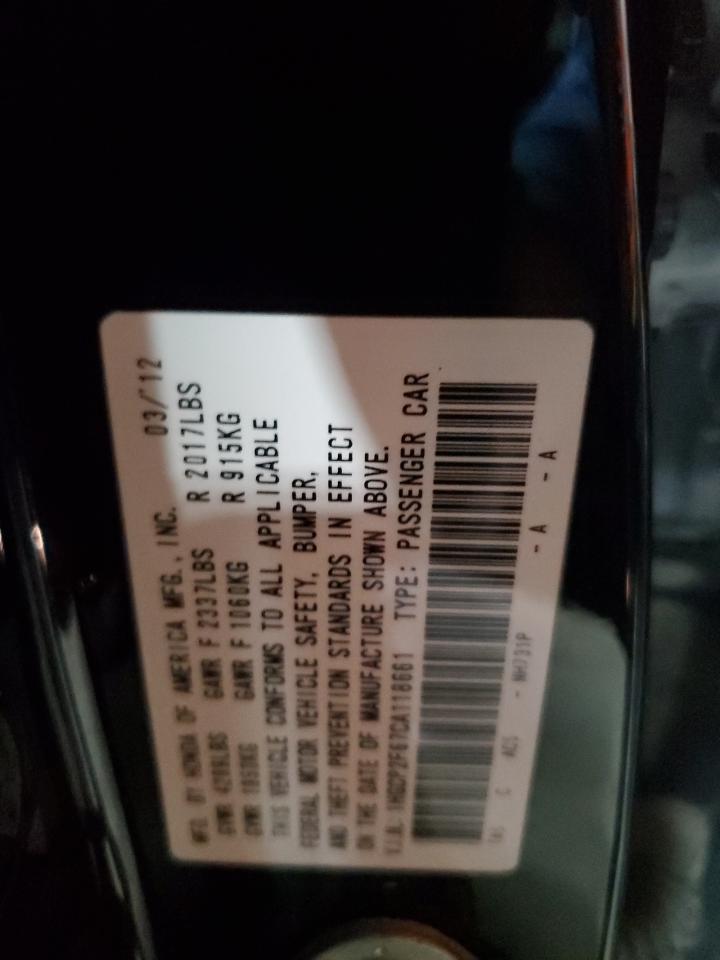 MFD. BY HONDA OF AMERICA MFG., INC. 03/'12
GVWR GAWR F 2337LBS R 2017LBS
GVWR 1950KG GAWR F 1060KG R 915KG
THIS VEHICLE CONFORMS TO ALL APPLICABLE
FEDERAL MOTOR VEHICLE SAFETY, BUMPER,
AND THEFT PREVENTION STANDARDS IN EFFECT
ON THE DATE OF MANUFACTURE SHOWN ABOVE.
V.I.N.: 1HGCP2F67CA118661 TYPE: PASSENGER CAR
C ACS - NH731P - A - A